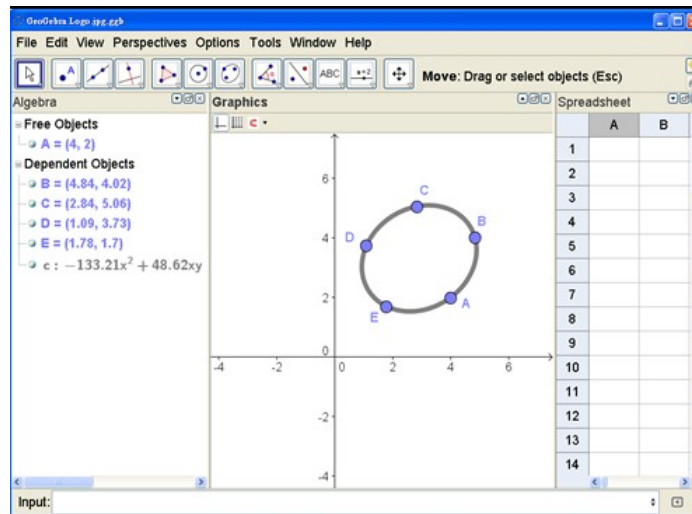 GeoGebra Logo.jpg.ggb
File Edit View Perspectives Options Tools Window Help
A
ABC
a=2
Move: Drag or select objects (Esc)
Algebra
Graphics
Spreadsheet
Free Objects
A = (4, 2)
Dependent Objects
B = (4.84, 4.02)
C = (2.84, 5.06)
D = (1.09, 3.73)
E = (1.78, 1.7)
c : −133.21x² + 48.62xy
6
4
2
0
-2
-4
-4 -2 0 2 4 6
C
B
D
A
E
A B
1
2
3
4
5
6
7
8
9
10
11
12
13
14
Input: